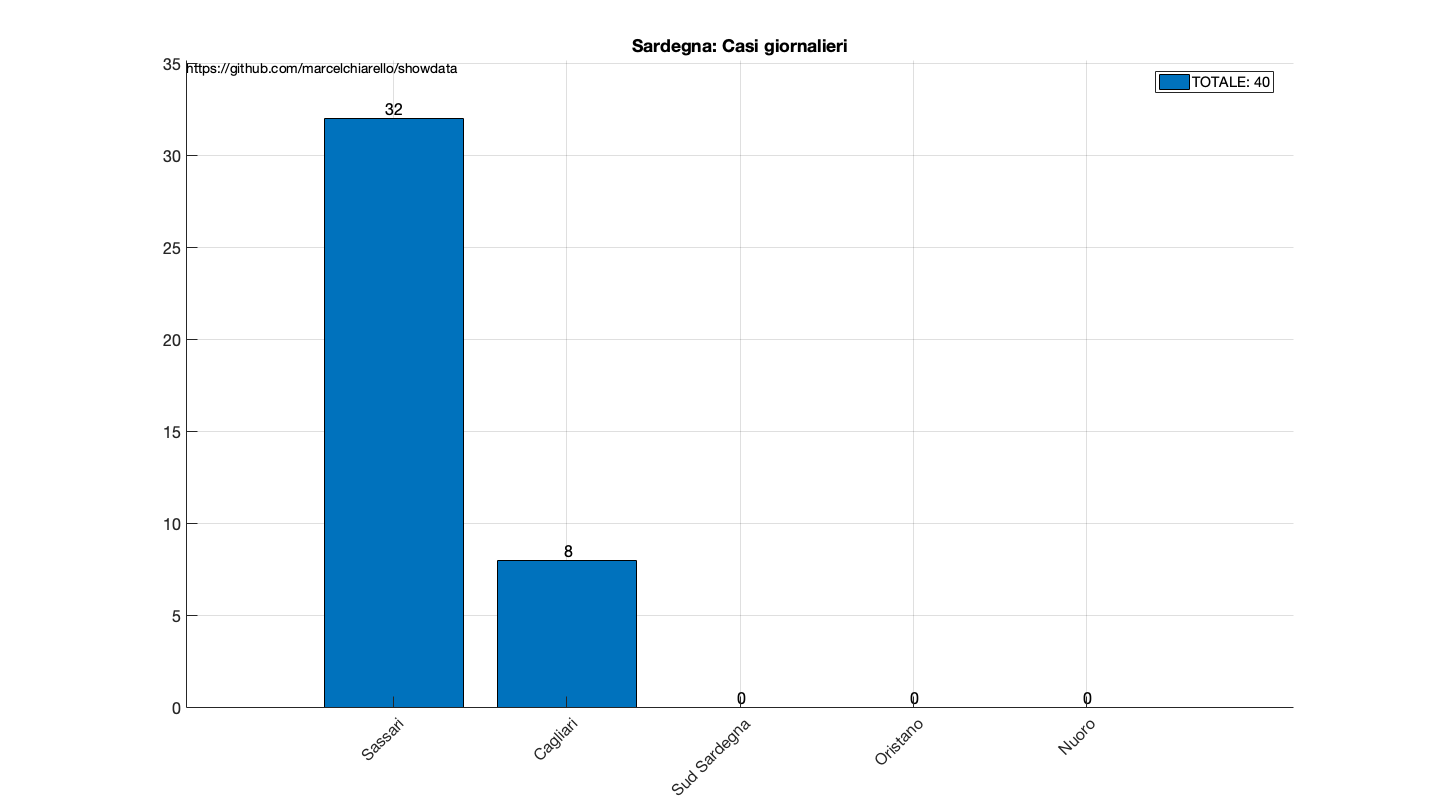 Sardegna: Casi giornalieri
https://github.com/marcelchiarello/showdata
TOTALE: 40
35
30
25
20
15
10
5
0
32
8
0
0
0
Sassari
Cagliari
Sud Sardegna
Oristano
Nuoro